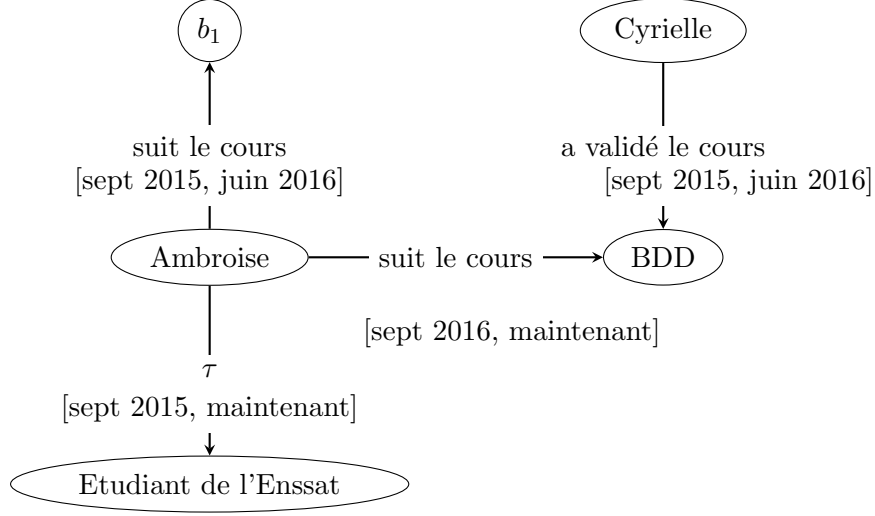 b₁
Cyrielle
suit le cours
[sept 2015, juin 2016]
a validé le cours
[sept 2015, juin 2016]
Ambroise
suit le cours
BDD
[sept 2016, maintenant]
τ
[sept 2015, maintenant]
Etudiant de l'Enssat